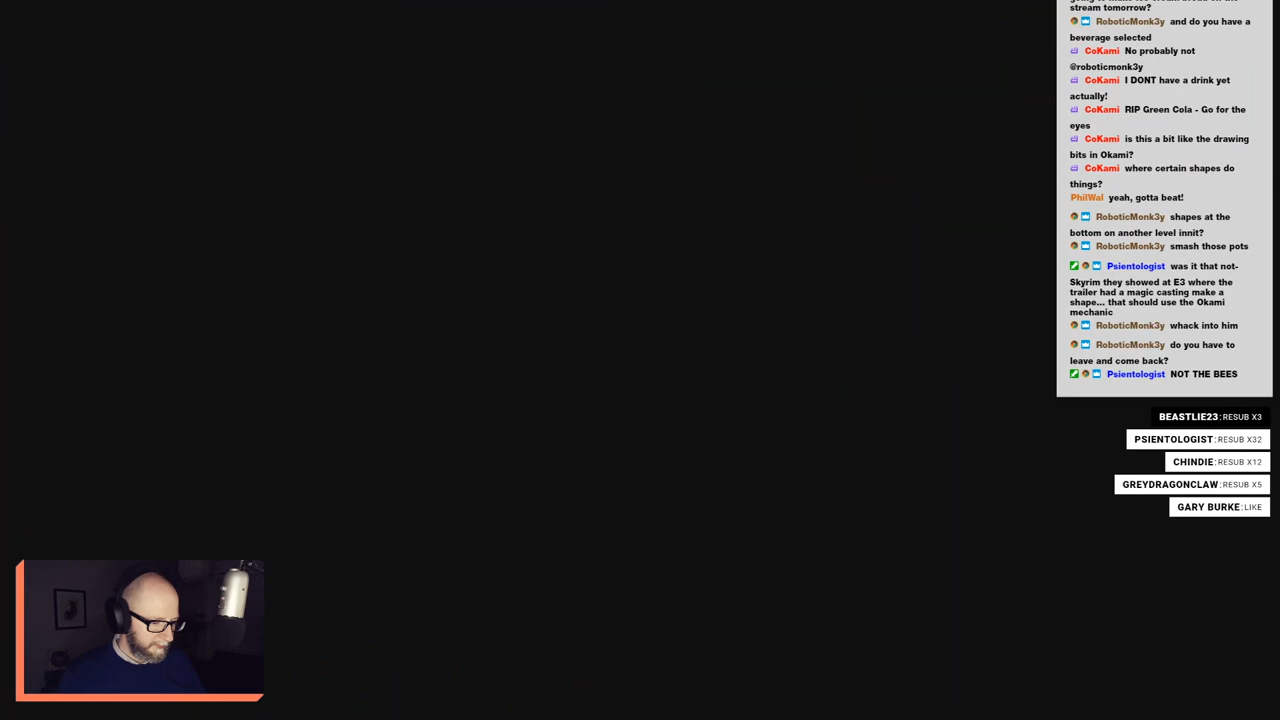 stream tomorrow?
RoboticMonk3y and do you have a
beverage selected
CoKami No probably not
@roboticmonk3y
CoKami I DONT have a drink yet
actually!
CoKami RIP Green Cola - Go for the
eyes
CoKami is this a bit like the drawing
bits in Okami?
CoKami where certain shapes do
things?
PhilWal yeah, gotta beat!
RoboticMonk3y shapes at the
bottom on another level innit?
RoboticMonk3y smash those pots
Psientologist was it that not-
Skyrim they showed at E3 where the
trailer had a magic casting make a
shape... that should use the Okami
mechanic
RoboticMonk3y whack into him
RoboticMonk3y do you have to
leave and come back?
Psientologist NOT THE BEES
BEASTLIE23:RESUB X3
PSIENTOLOGIST:RESUB X32
CHINDIE:RESUB X12
GREYDRAGONCLAW:RESUB X5
GARY BURKE:LIKE